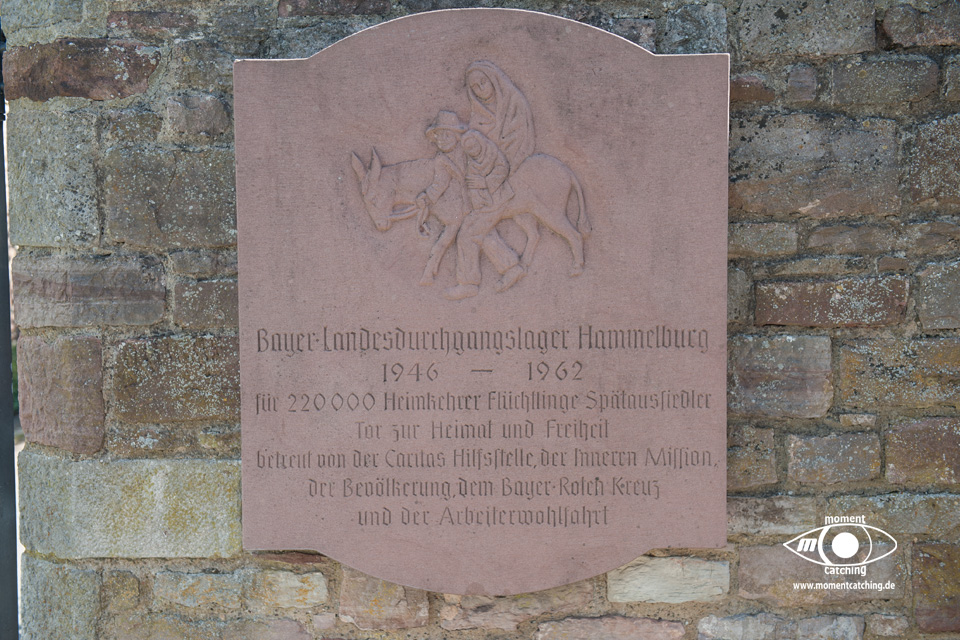 Bayer·Landesdurchgangslager Hammelburg
1946 — 1962
für 220000 Heimkehrer Flüchtlinge Spätaussiedler
Tor zur Heimat und Freiheit
betreut von der Caritas Hilfsstelle, der Innern Mission,
der Bevölkerung, dem Bayer·Roten Kreuz
und der Arbeiterwohlfahrt
moment
m
catching
www.momentcatching.de